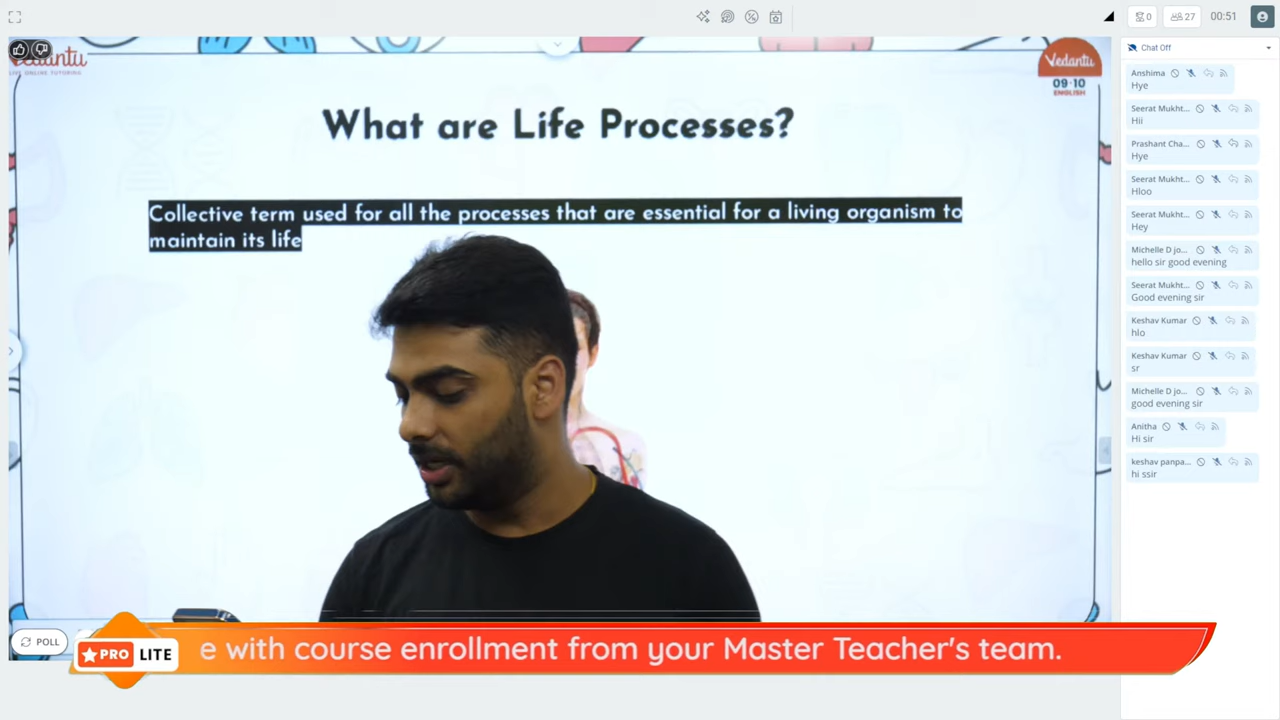 0
27
00:51
LIVE ONLINE TUTORING
Vedantu
09·10
ENGLISH
What are Life Processes?
Collective term used for all the processes that are essential for a living organism to
maintain its life
POLL
PRO LITE
e with course enrollment from your Master Teacher's team.
Chat Off
Anshima
Hye
Seerat Mukht...
Hii
Prashant Cha...
Hye
Seerat Mukht...
Hloo
Seerat Mukht...
Hey
Michelle D jo...
hello sir good evening
Seerat Mukht...
Good evening sir
Keshav Kumar
hlo
Keshav Kumar
sr
Michelle D jo...
good evening sir
Anitha
Hi sir
keshav panpa...
hi ssir